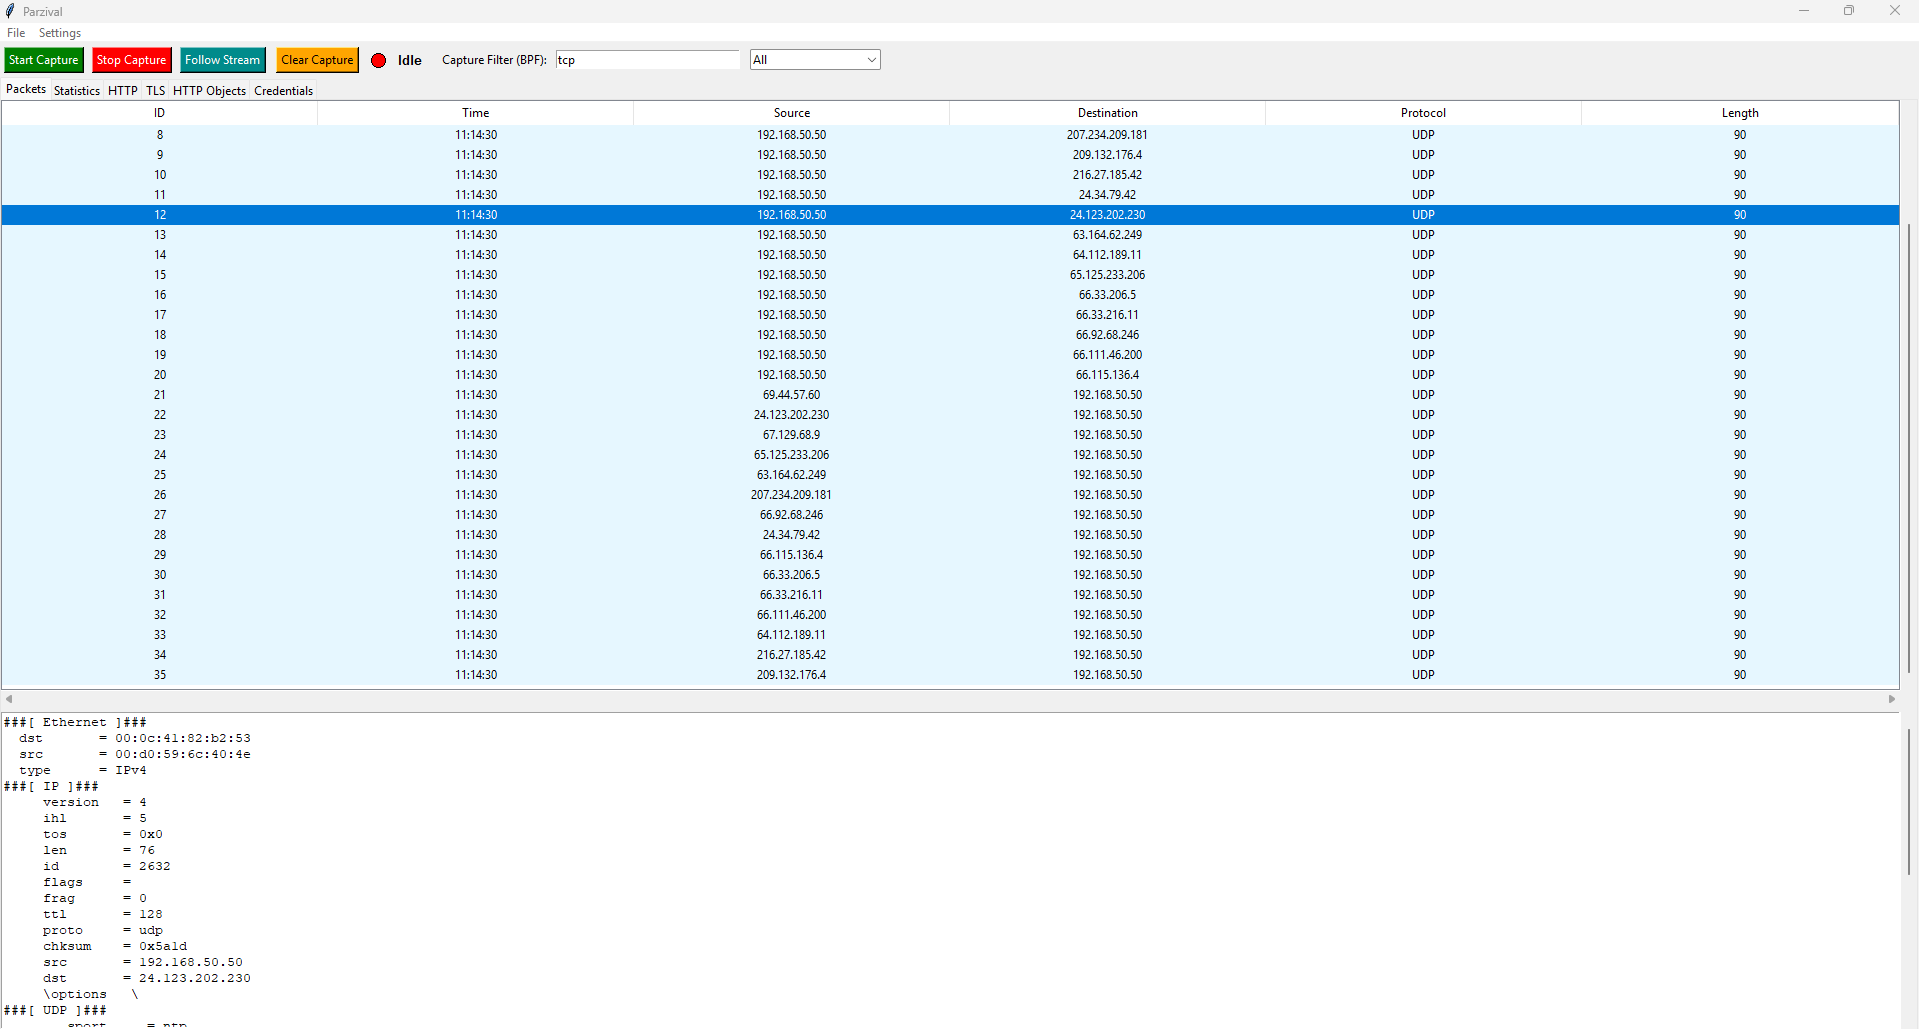 Parzival
File Settings
Start Capture Stop Capture Follow Stream Clear Capture Idle Capture Filter (BPF): tcp All
Packets Statistics HTTP TLS HTTP Objects Credentials
ID Time Source Destination Protocol Length
8 11:14:30 192.168.50.50 207.234.209.181 UDP 90
9 11:14:30 192.168.50.50 209.132.176.4 UDP 90
10 11:14:30 192.168.50.50 216.27.185.42 UDP 90
11 11:14:30 192.168.50.50 24.34.79.42 UDP 90
12 11:14:30 192.168.50.50 24.123.202.230 UDP 90
13 11:14:30 192.168.50.50 63.164.62.249 UDP 90
14 11:14:30 192.168.50.50 64.112.189.11 UDP 90
15 11:14:30 192.168.50.50 65.125.233.206 UDP 90
16 11:14:30 192.168.50.50 66.33.206.5 UDP 90
17 11:14:30 192.168.50.50 66.33.216.11 UDP 90
18 11:14:30 192.168.50.50 66.92.68.246 UDP 90
19 11:14:30 192.168.50.50 66.111.46.200 UDP 90
20 11:14:30 192.168.50.50 66.115.136.4 UDP 90
21 11:14:30 69.44.57.60 192.168.50.50 UDP 90
22 11:14:30 24.123.202.230 192.168.50.50 UDP 90
23 11:14:30 67.129.68.9 192.168.50.50 UDP 90
24 11:14:30 65.125.233.206 192.168.50.50 UDP 90
25 11:14:30 63.164.62.249 192.168.50.50 UDP 90
26 11:14:30 207.234.209.181 192.168.50.50 UDP 90
27 11:14:30 66.92.68.246 192.168.50.50 UDP 90
28 11:14:30 24.34.79.42 192.168.50.50 UDP 90
29 11:14:30 66.115.136.4 192.168.50.50 UDP 90
30 11:14:30 66.33.206.5 192.168.50.50 UDP 90
31 11:14:30 66.33.216.11 192.168.50.50 UDP 90
32 11:14:30 66.111.46.200 192.168.50.50 UDP 90
33 11:14:30 64.112.189.11 192.168.50.50 UDP 90
34 11:14:30 216.27.185.42 192.168.50.50 UDP 90
35 11:14:30 209.132.176.4 192.168.50.50 UDP 90
###[ Ethernet ]###
dst = 00:0c:41:82:b2:53
src = 00:d0:59:6c:40:4e
type = IPv4
###[ IP ]###
version = 4
ihl = 5
tos = 0x0
len = 76
id = 2632
flags =
frag = 0
ttl = 128
proto = udp
chksum = 0x5a1d
src = 192.168.50.50
dst = 24.123.202.230
\options \
###[ UDP ]###
sport = ntp